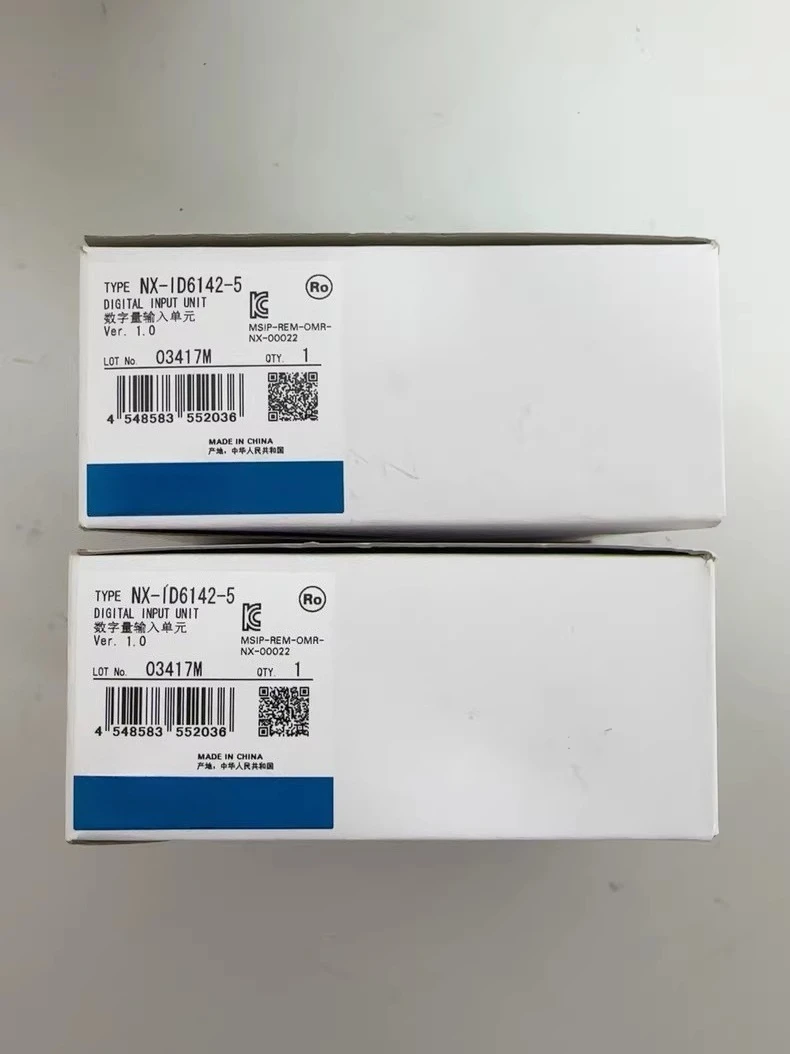 TYPE NX-ID6142-5
Ro
DIGITAL INPUT UNIT
数字量输入单元
Ver. 1.0
MSIP-REM-OMR-
NX-00022
LOT No. 03417M QTY. 1
4 548583 552036
MADE IN CHINA
产地：中华人民共和国
TYPE NX-ID6142-5
Ro
DIGITAL INPUT UNIT
数字量输入单元
Ver. 1.0
MSIP-REM-OMR-
NX-00022
LOT No. 03417M QTY. 1
4 548583 552036
MADE IN CHINA
产地：中华人民共和国